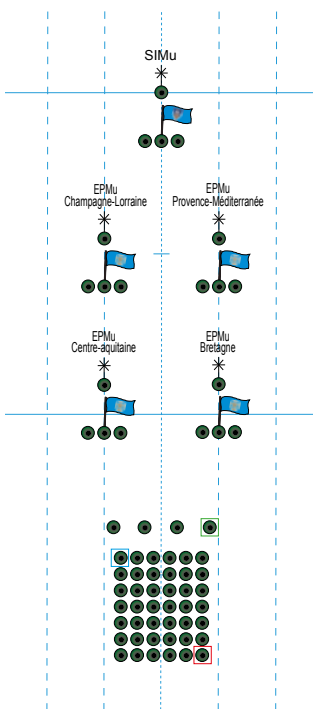 SIMu
EPMu
Champagne-Lorraine
EPMu
Provence-Méditerranée
EPMu
Centre-aquitaine
EPMu
Bretagne